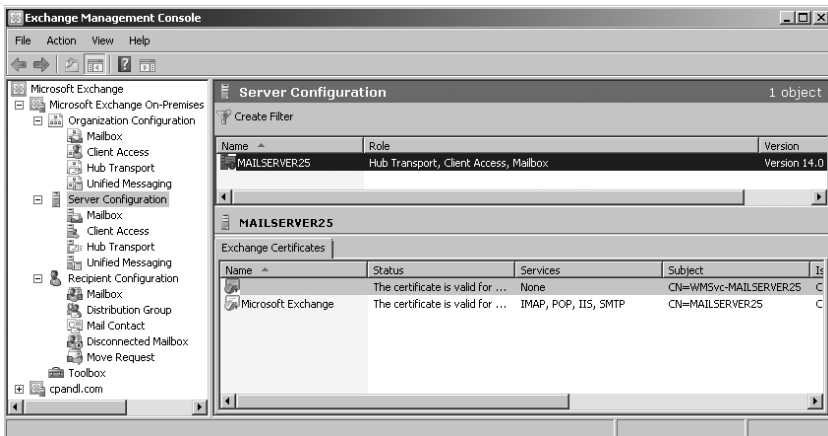 Exchange Management Console
File Action View Help
Microsoft Exchange
Microsoft Exchange On-Premises
Organization Configuration
Mailbox
Client Access
Hub Transport
Unified Messaging
Server Configuration
Mailbox
Client Access
Hub Transport
Unified Messaging
Recipient Configuration
Mailbox
Distribution Group
Mail Contact
Disconnected Mailbox
Move Request
Toolbox
cpandl.com
Server Configuration 1 object
Create Filter
Name Role Version
MAILSERVER25 Hub Transport, Client Access, Mailbox Version 14.0
MAILSERVER25
Exchange Certificates
Name Status Services Subject Is
The certificate is valid for ... None CN=WMSvc-MAILSERVER25 C
Microsoft Exchange The certificate is valid for ... IMAP, POP, IIS, SMTP CN=MAILSERVER25 C